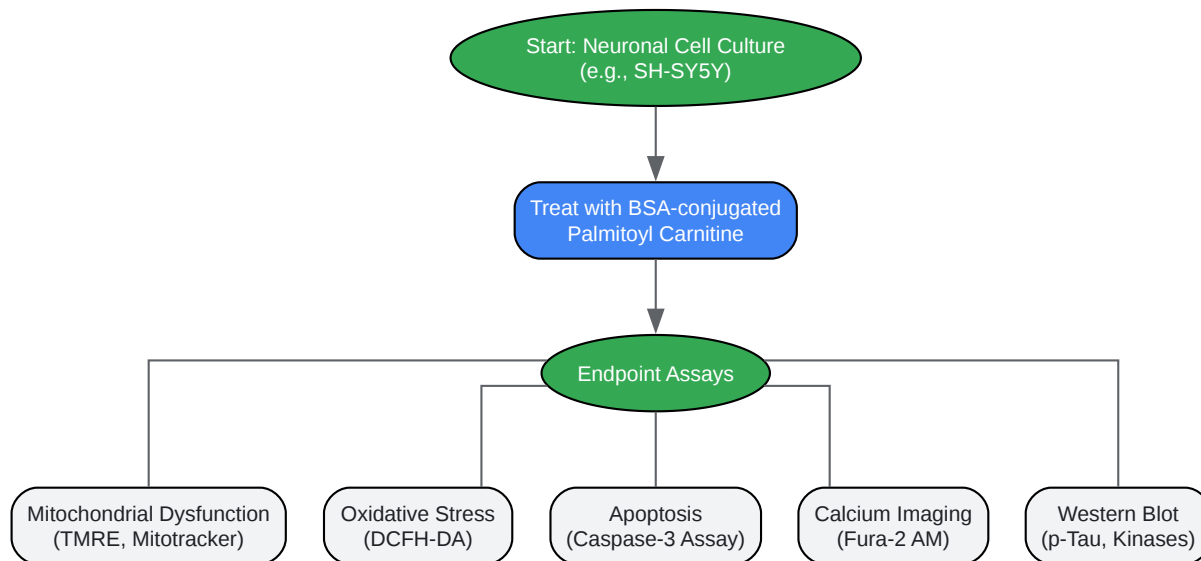 Start: Neuronal Cell Culture
(e.g., SH-SY5Y)
Treat with BSA-conjugated
Palmitoyl Carnitine
Endpoint Assays
Mitochondrial Dysfunction
(TMRE, Mitotracker)
Oxidative Stress
(DCFH-DA)
Apoptosis
(Caspase-3 Assay)
Calcium Imaging
(Fura-2 AM)
Western Blot
(p-Tau, Kinases)